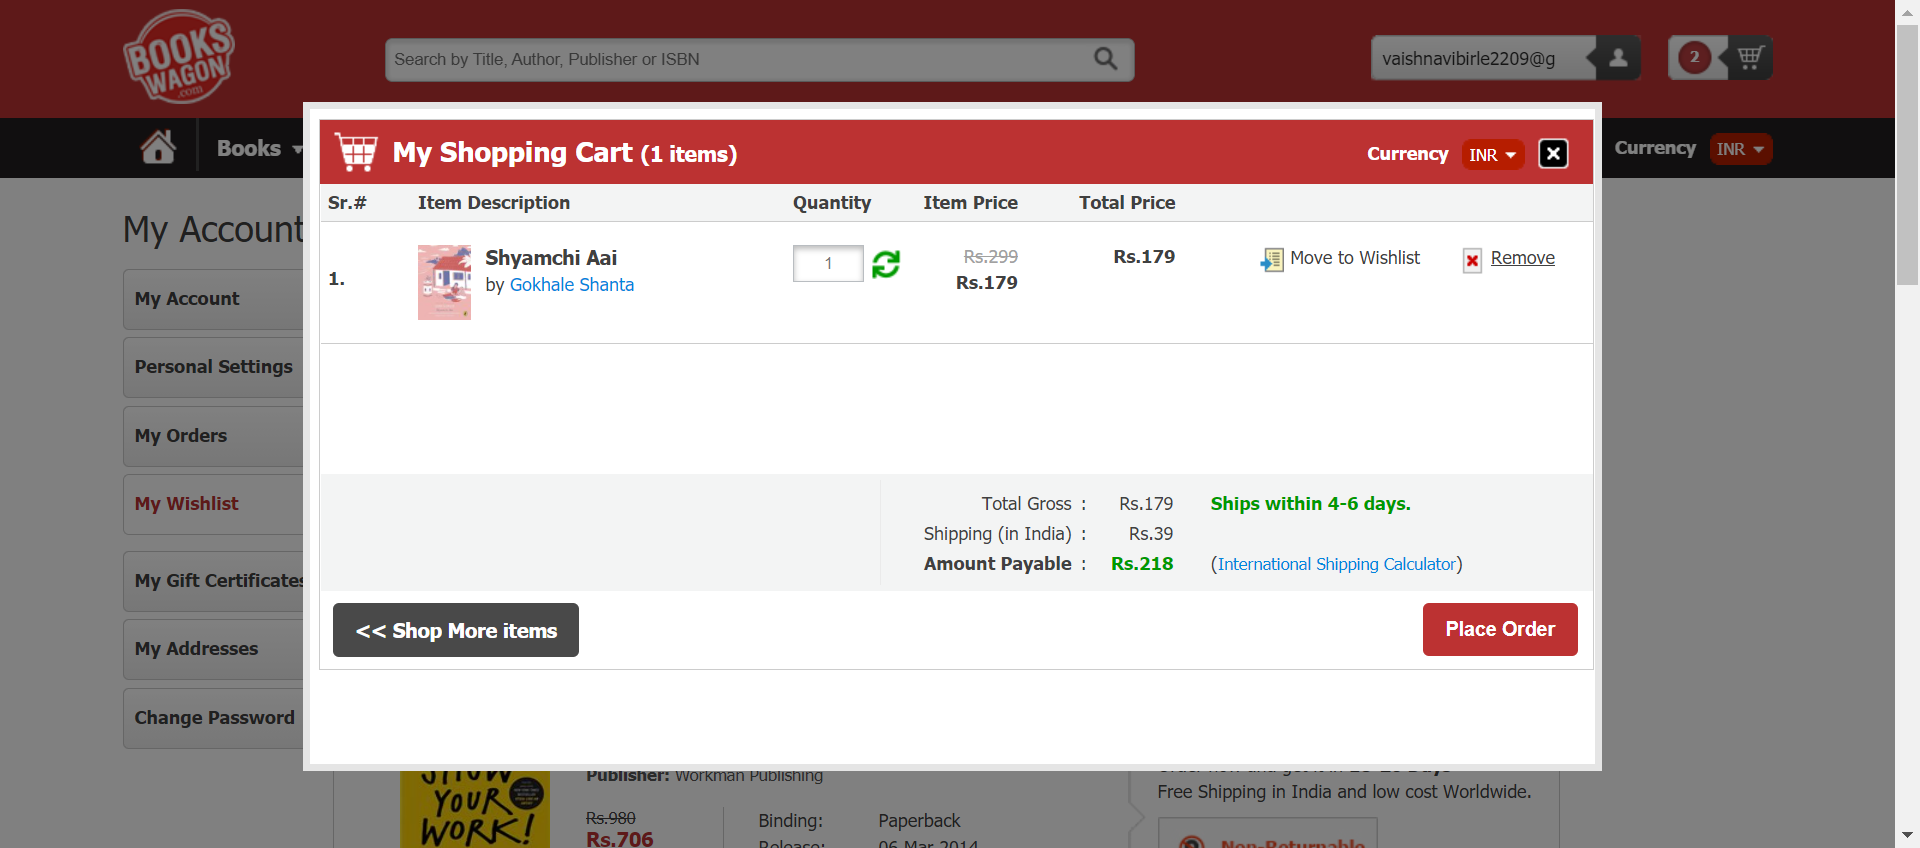 BOOKS
WAGON
.com
Search by Title, Author, Publisher or ISBN
vaishnavibirle2209@g
2
Books
Currency INR
My Shopping Cart (1 items)
Currency INR
Sr.# Item Description Quantity Item Price Total Price
1. Shyamchi Aai 1 Rs.299 Rs.179 Move to Wishlist Remove
by Gokhale Shanta Rs.179
Total Gross : Rs.179 Ships within 4-6 days.
Shipping (in India) : Rs.39
Amount Payable : Rs.218 (International Shipping Calculator)
<< Shop More items Place Order
My Account
My Account
Personal Settings
My Orders
My Wishlist
My Gift Certificates
My Addresses
Change Password
SHOW
YOUR
WORK!
Publisher: Workman Publishing
Rs.980
Rs.706
Binding: Paperback
Release: 06 Mar 2014
Free Shipping in India and low cost Worldwide.
Non-Returnable